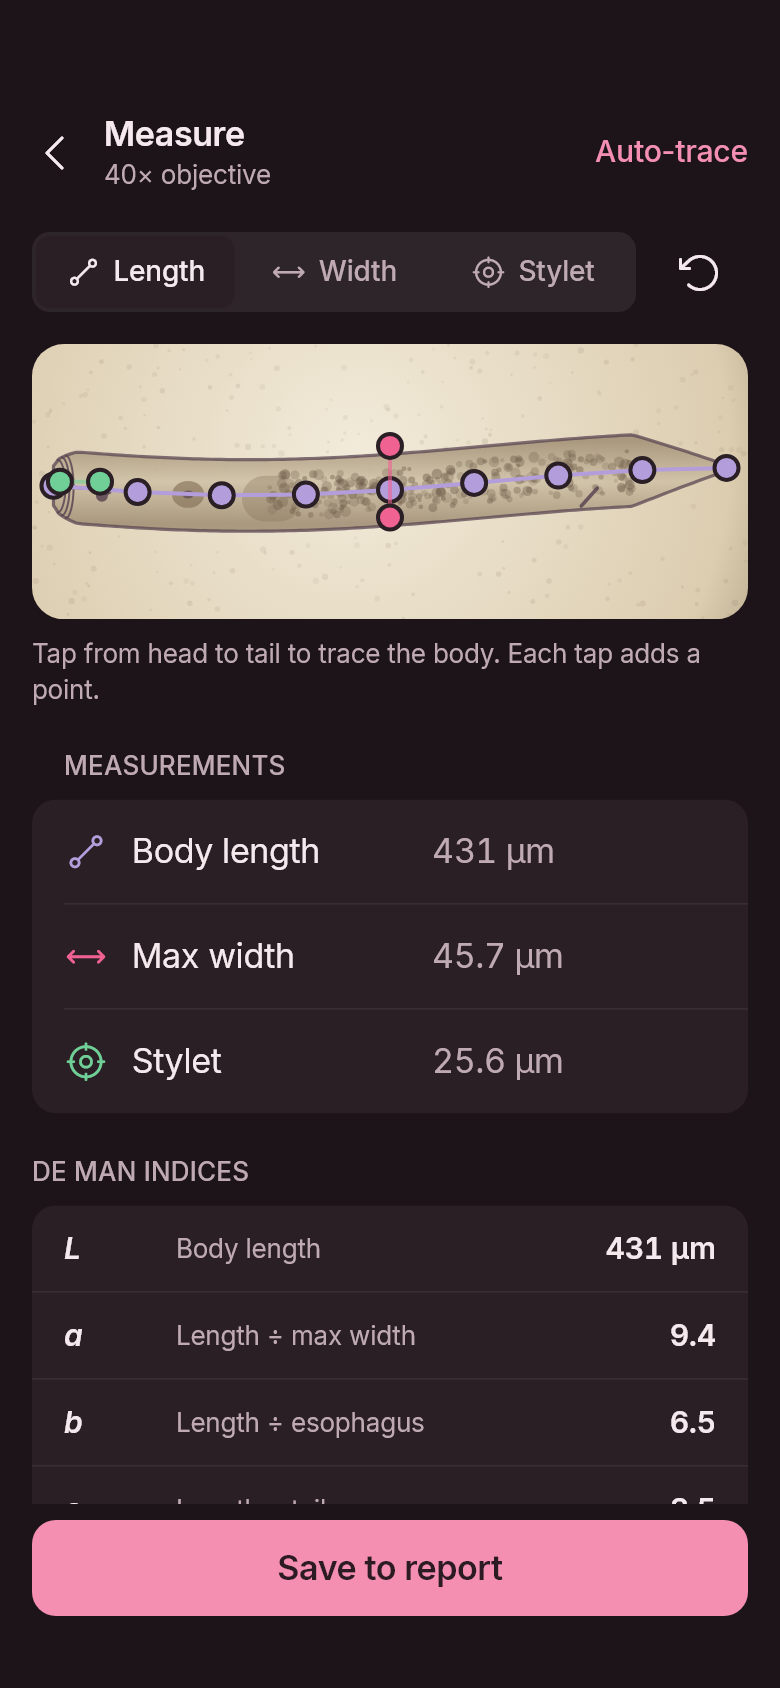 Measure
40× objective
Auto-trace
Length
Width
Stylet
Tap from head to tail to trace the body. Each tap adds a
point.
MEASUREMENTS
Body length 431 µm
Max width 45.7 µm
Stylet 25.6 µm
DE MAN INDICES
L Body length 431 µm
a Length ÷ max width 9.4
b Length ÷ esophagus 6.5
Save to report